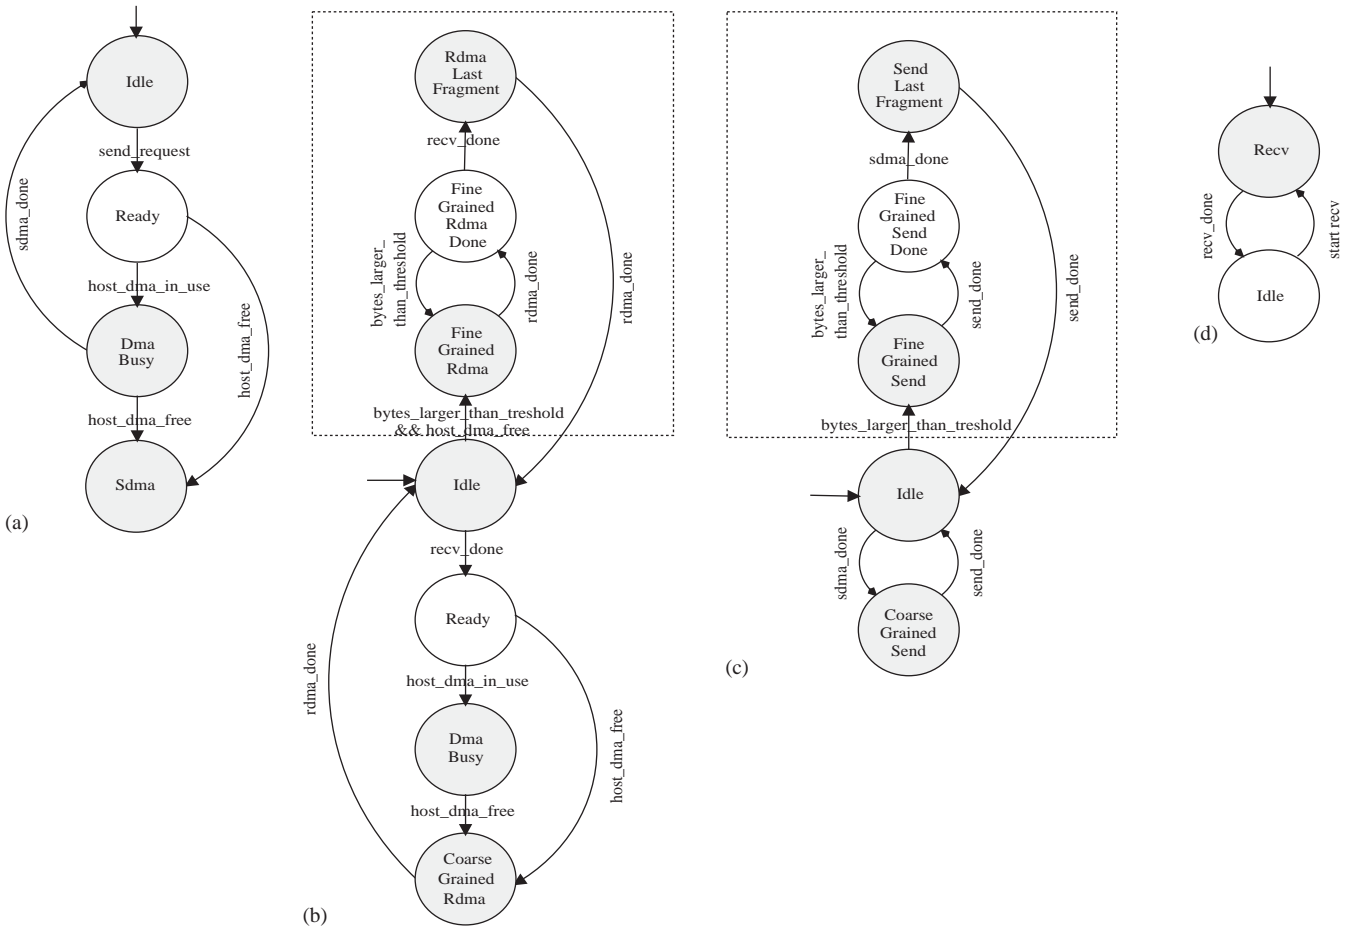 Idle
send_request
Ready
host_dma_in_use
Dma
Busy
host_dma_free
Sdma
sdma_done
host_dma_free
(a)
Rdma
Last
Fragment
recv_done
Fine
Grained
Rdma
Done
bytes_larger_
than_threshold
rdma_done
Fine
Grained
Rdma
rdma_done
bytes_larger_than_treshold
&& host_dma_free
Idle
recv_done
Ready
host_dma_in_use
Dma
Busy
host_dma_free
Coarse
Grained
Rdma
rdma_done
host_dma_free
(b)
Send
Last
Fragment
sdma_done
Fine
Grained
Send
Done
bytes_larger_
than_threshold
send_done
Fine
Grained
Send
send_done
bytes_larger_than_treshold
Idle
sdma_done
send_done
Coarse
Grained
Send
(c)
Recv
recv_done
start recv
Idle
(d)